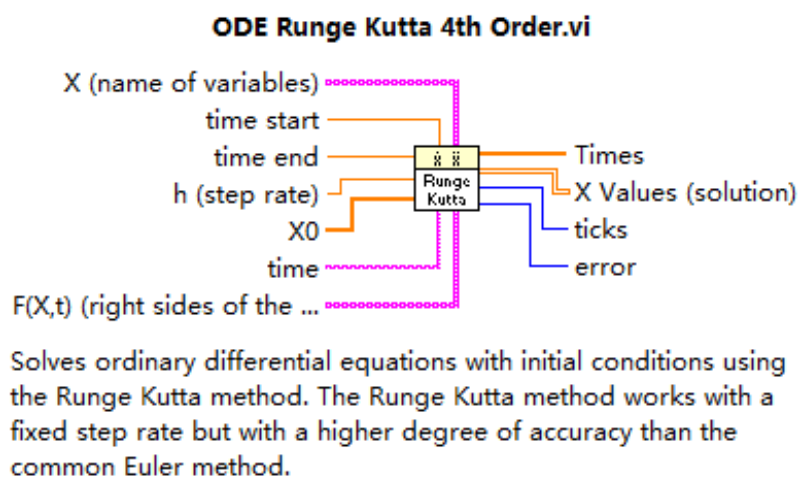 ODE Runge Kutta 4th Order.vi
X (name of variables)
time start
time end
h (step rate)
X0
time
F(X,t) (right sides of the ...
ẋ ẍ
Runge
Kutta
Times
X Values (solution)
ticks
error
Solves ordinary differential equations with initial conditions using
the Runge Kutta method. The Runge Kutta method works with a
fixed step rate but with a higher degree of accuracy than the
common Euler method.